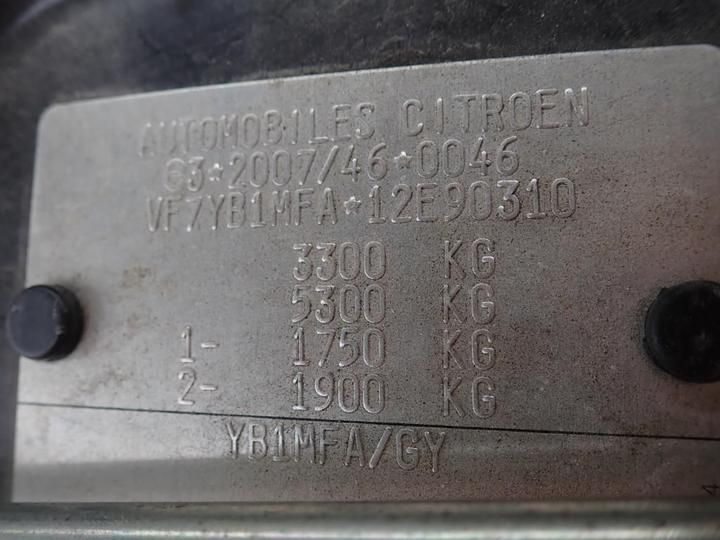 AUTOMOBILES CITROEN
e3*2007/46*0046
VF7YB1MFA*12E90310
3300 KG
5300 KG
1- 1750 KG
2- 1900 KG
YB1MFA/GY
4